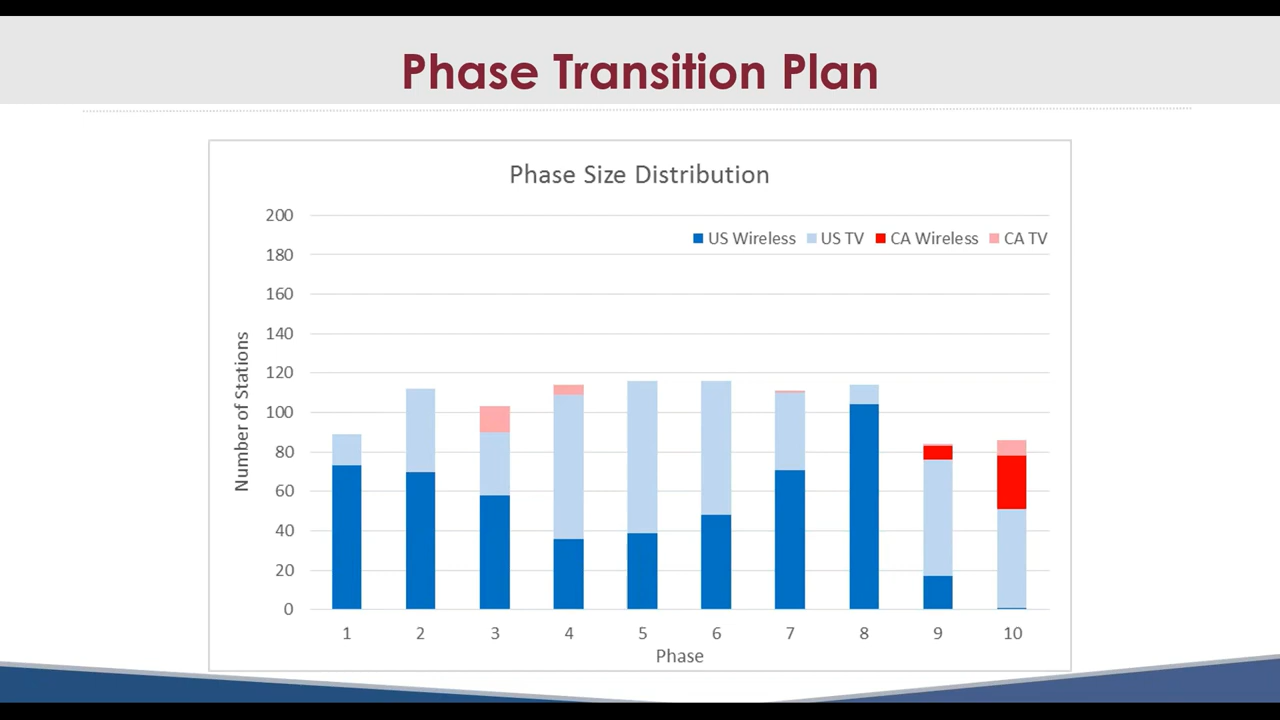 Phase Transition Plan
Phase Size Distribution
US Wireless US TV CA Wireless CA TV
Number of Stations
200
180
160
140
120
100
80
60
40
20
0
1 2 3 4 5 6 7 8 9 10
Phase